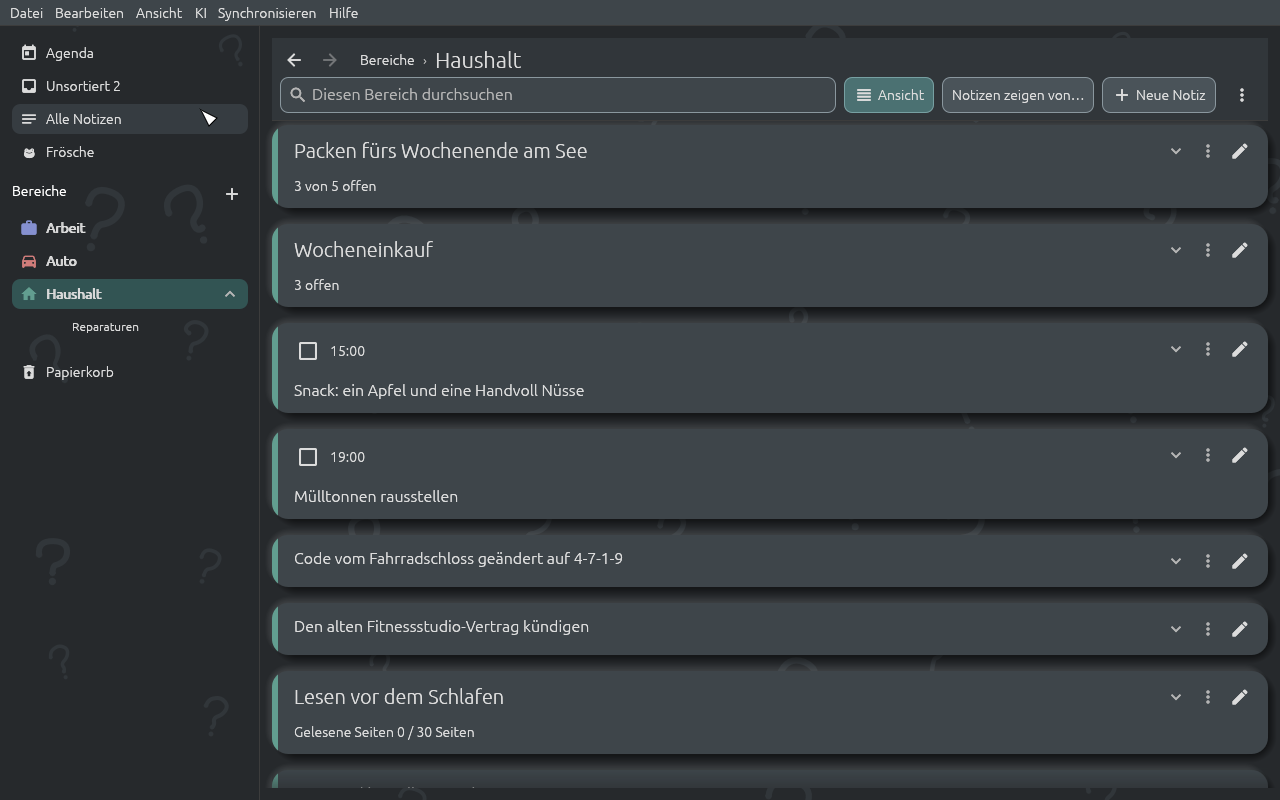 Datei Bearbeiten Ansicht KI Synchronisieren Hilfe
Agenda
Unsortiert 2
Alle Notizen
Frösche
Bereiche
Arbeit
Auto
Haushalt
Reparaturen
Papierkorb
Bereiche › Haushalt
Diesen Bereich durchsuchen
Ansicht
Notizen zeigen von...
Neue Notiz
Packen fürs Wochenende am See
3 von 5 offen
Wocheneinkauf
3 offen
15:00
Snack: ein Apfel und eine Handvoll Nüsse
19:00
Mülltonnen rausstellen
Code vom Fahrradschloss geändert auf 4-7-1-9
Den alten Fitnessstudio-Vertrag kündigen
Lesen vor dem Schlafen
Gelesene Seiten 0 / 30 Seiten